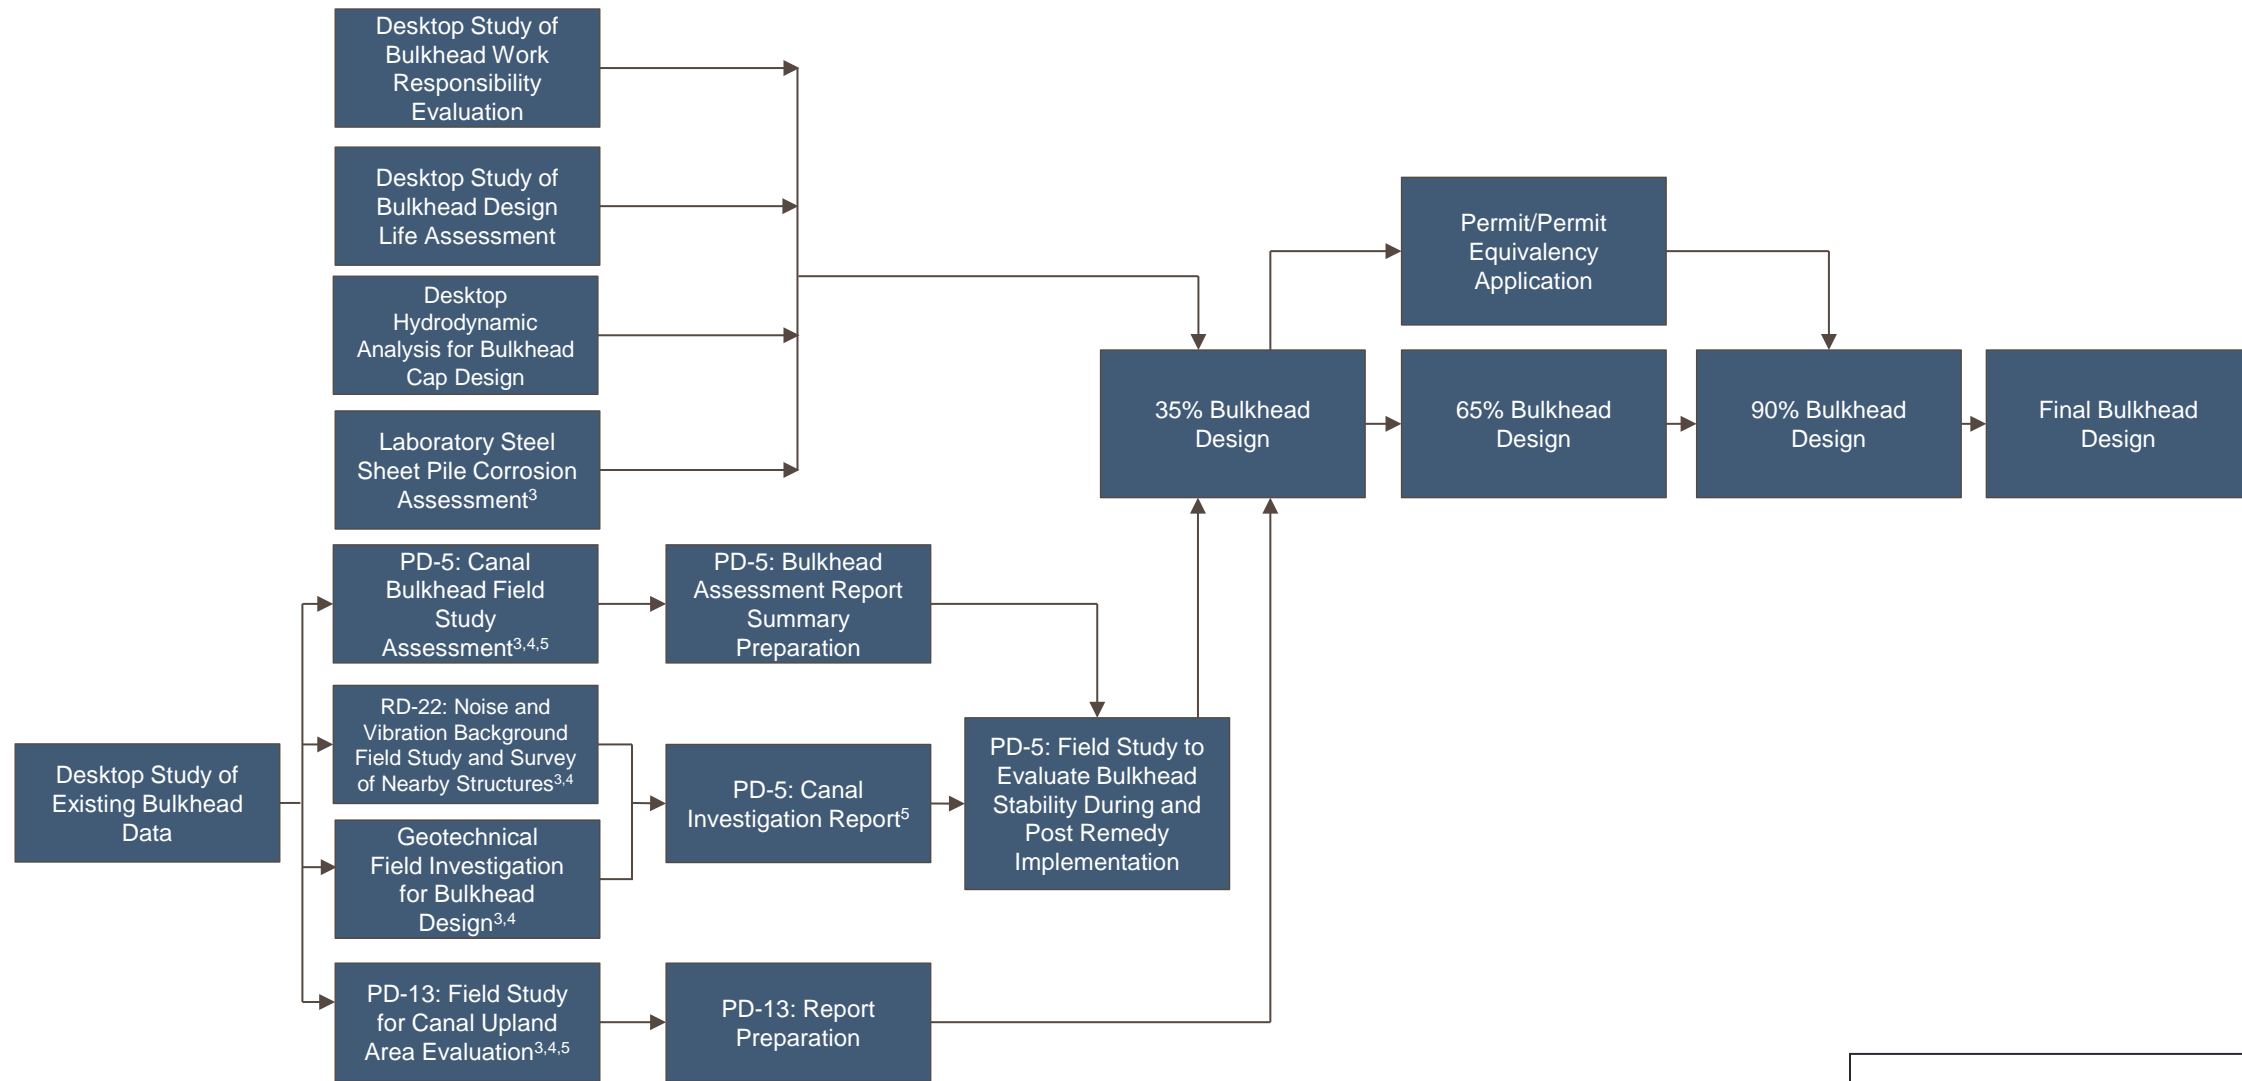 Desktop Study of
Bulkhead Work
Responsibility
Evaluation
Desktop Study of
Bulkhead Design
Life Assessment
Desktop
Hydrodynamic
Analysis for Bulkhead
Cap Design
Laboratory Steel
Sheet Pile Corrosion
Assessment³
Permit/Permit
Equivalency
Application
35% Bulkhead
Design
65% Bulkhead
Design
90% Bulkhead
Design
Final Bulkhead
Design
PD-5: Canal
Bulkhead Field
Study
Assessment³,⁴,⁵
PD-5: Bulkhead
Assessment Report
Summary
Preparation
RD-22: Noise and
Vibration Background
Field Study and Survey
of Nearby Structures³,⁴
Desktop Study of
Existing Bulkhead
Data
Geotechnical
Field Investigation
for Bulkhead
Design³,⁴
PD-5: Canal
Investigation Report⁵
PD-5: Field Study to
Evaluate Bulkhead
Stability During and
Post Remedy
Implementation
PD-13: Field Study
for Canal Upland
Area Evaluation³,⁴,⁵
PD-13: Report
Preparation